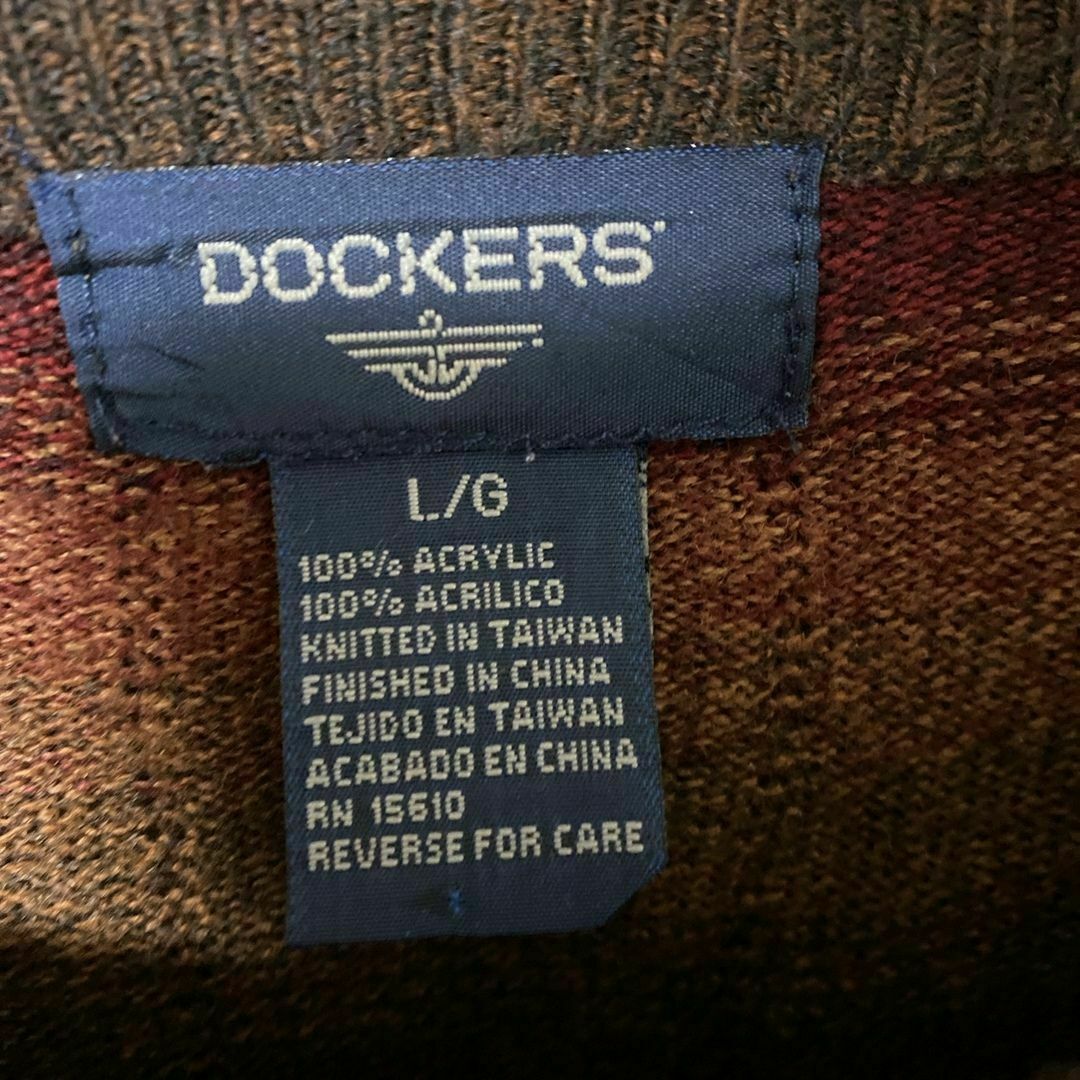 DOCKERS
L/G
100% ACRYLIC
100% ACRILICO
KNITTED IN TAIWAN
FINISHED IN CHINA
TEJIDO EN TAIWAN
ACABADO EN CHINA
RN 15610
REVERSE FOR CARE